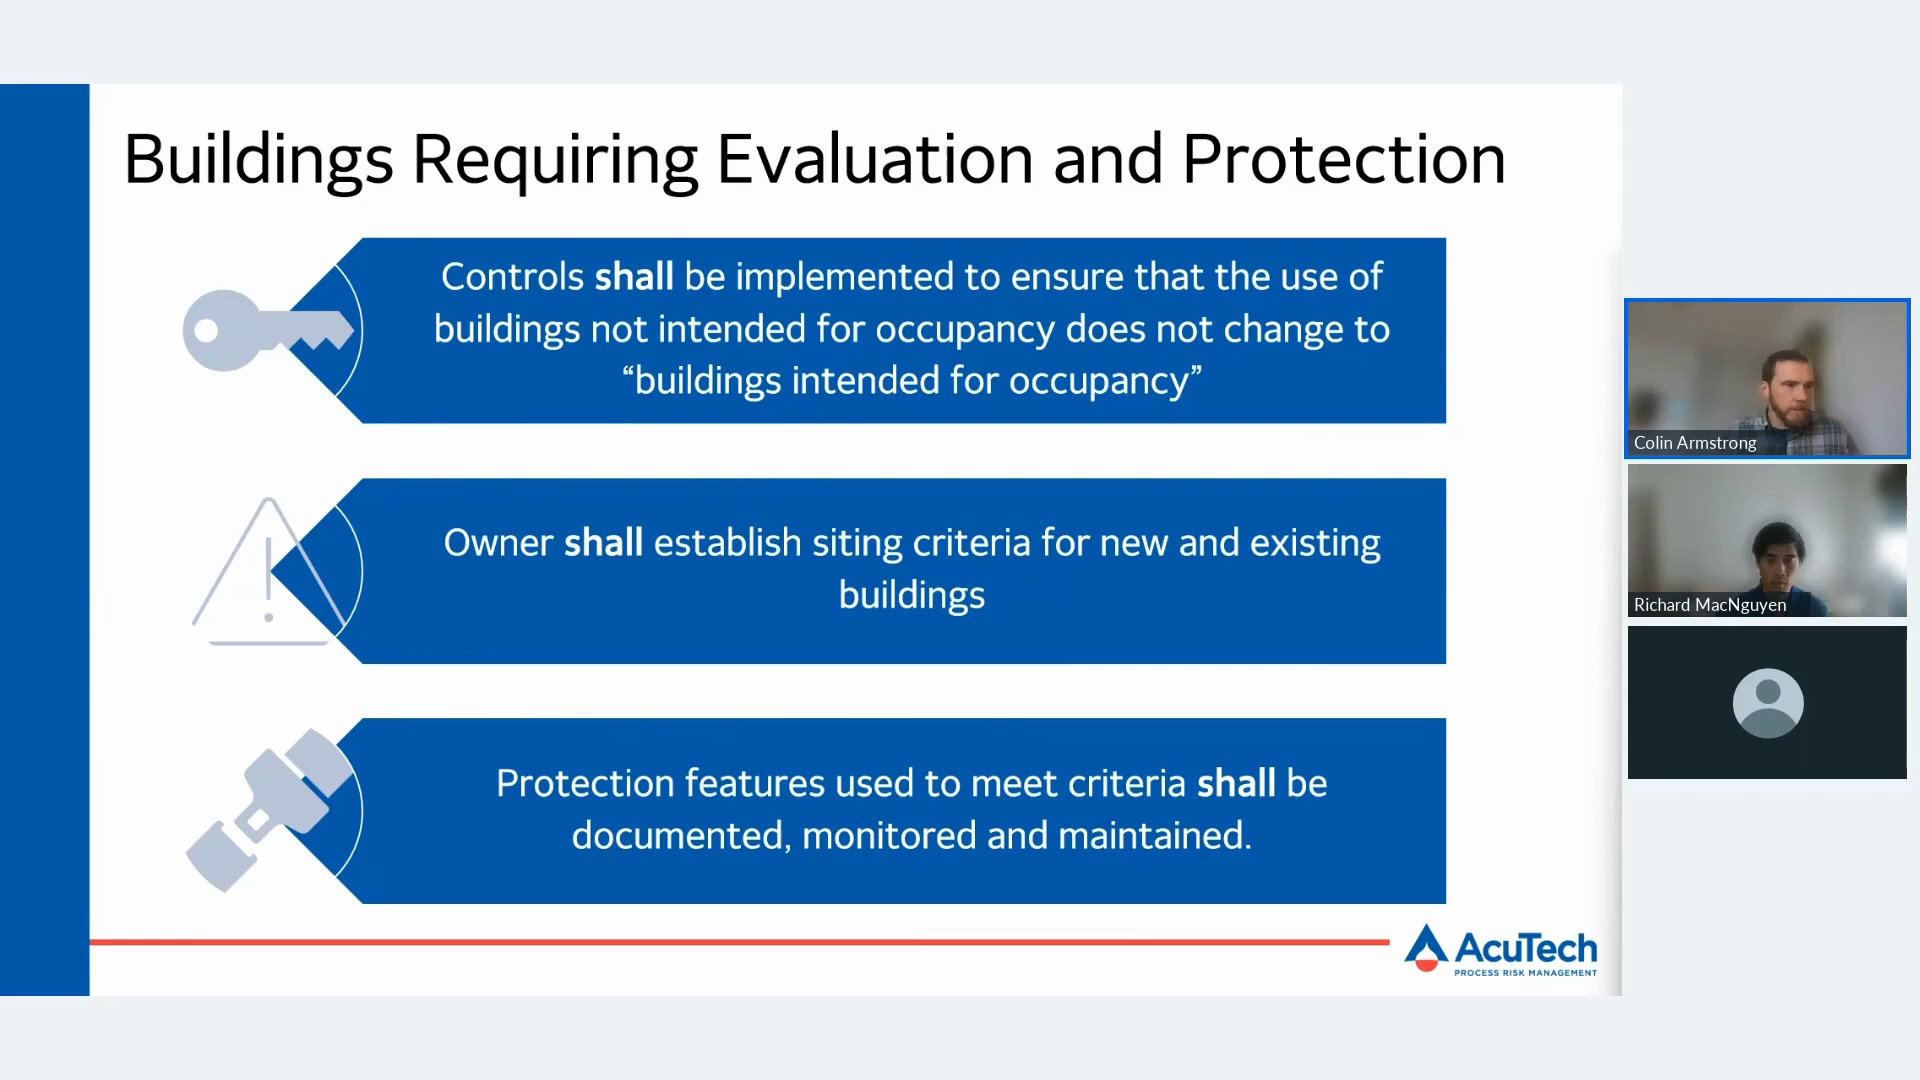 Buildings Requiring Evaluation and Protection
Controls shall be implemented to ensure that the use of
buildings not intended for occupancy does not change to
“buildings intended for occupancy”
Owner shall establish siting criteria for new and existing
buildings
Protection features used to meet criteria shall be
documented, monitored and maintained.
AcuTech
PROCESS RISK MANAGEMENT
Colin Armstrong
Richard MacNguyen